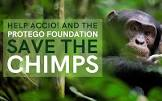 HELP ACCIO! AND THE
PROTEGO FOUNDATION
SAVE THE
CHIMPS